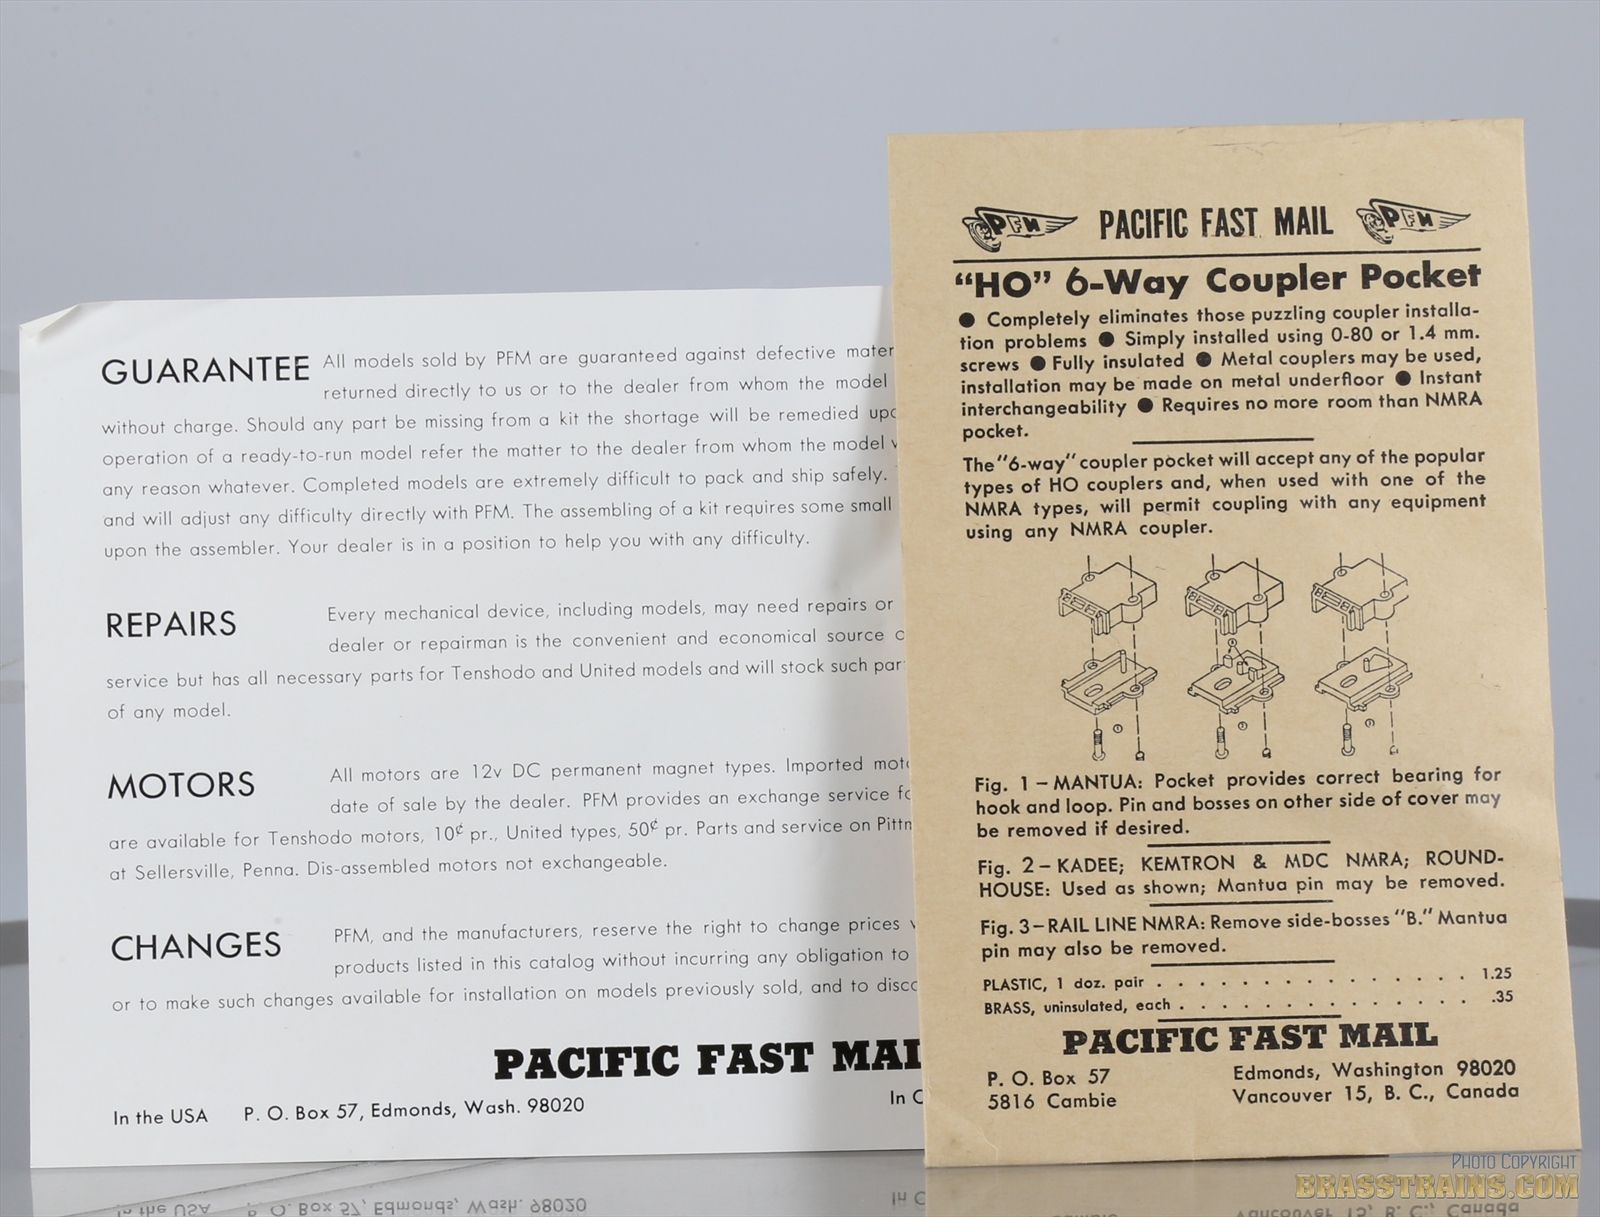 GUARANTEE All models sold by PFM are guaranteed against defective
returned directly to us or to the dealer from whom the model
without charge. Should any part be missing from a kit the shortage will be remedied
operation of a ready-to-run model refer the matter to the dealer from whom the model
any reason whatever. Completed models are extremely difficult to pack and ship safely.
and will adjust any difficulty directly with PFM. The assembling of a kit requires some small
upon the assembler. Your dealer is in a position to help you with any difficulty.
REPAIRS Every mechanical device, including models, may need repairs or
dealer or repairman is the convenient and economical source
service but has all necessary parts for Tenshodo and United models and will stock such
of any model.
MOTORS All motors are 12v DC permanent magnet types. Imported
date of sale by the dealer. PFM provides an exchange service
are available for Tenshodo motors, 10¢ pr., United types, 50¢ pr. Parts and service on
at Sellersville, Penna. Dis-assembled motors not exchangeable.
CHANGES PFM, and the manufacturers, reserve the right to change prices
products listed in this catalog without incurring any obligation to
or to make such changes available for installation on models previously sold, and to
PACIFIC FAST MAI
In the USA P. O. Box 57, Edmonds, Wash. 98020 In
PFM PACIFIC FAST MAIL PFM
"HO" 6-Way Coupler Pocket
● Completely eliminates those puzzling coupler installa-
tion problems ● Simply installed using 0-80 or 1.4 mm.
screws ● Fully insulated ● Metal couplers may be used,
installation may be made on metal underfloor ● Instant
interchangeability ● Requires no more room than NMRA
pocket.
The "6-way" coupler pocket will accept any of the popular
types of HO couplers and, when used with one of the
NMRA types, will permit coupling with any equipment
using any NMRA coupler.
Fig. 1 – MANTUA: Pocket provides correct bearing for
hook and loop. Pin and bosses on other side of cover may
be removed if desired.
Fig. 2 – KADEE; KEMTRON & MDC NMRA; ROUND-
HOUSE: Used as shown; Mantua pin may be removed.
Fig. 3 – RAIL LINE NMRA: Remove side-bosses "B." Mantua
pin may also be removed.
PLASTIC, 1 doz. pair . . . . . . . . . . . . . . . 1.25
BRASS, uninsulated, each . . . . . . . . . . . . . . .35
PACIFIC FAST MAIL
P. O. Box 57 Edmonds, Washington 98020
5816 Cambie Vancouver 15, B. C., Canada
PHOTO COPYRIGHT
BRASSTRAINS.COM